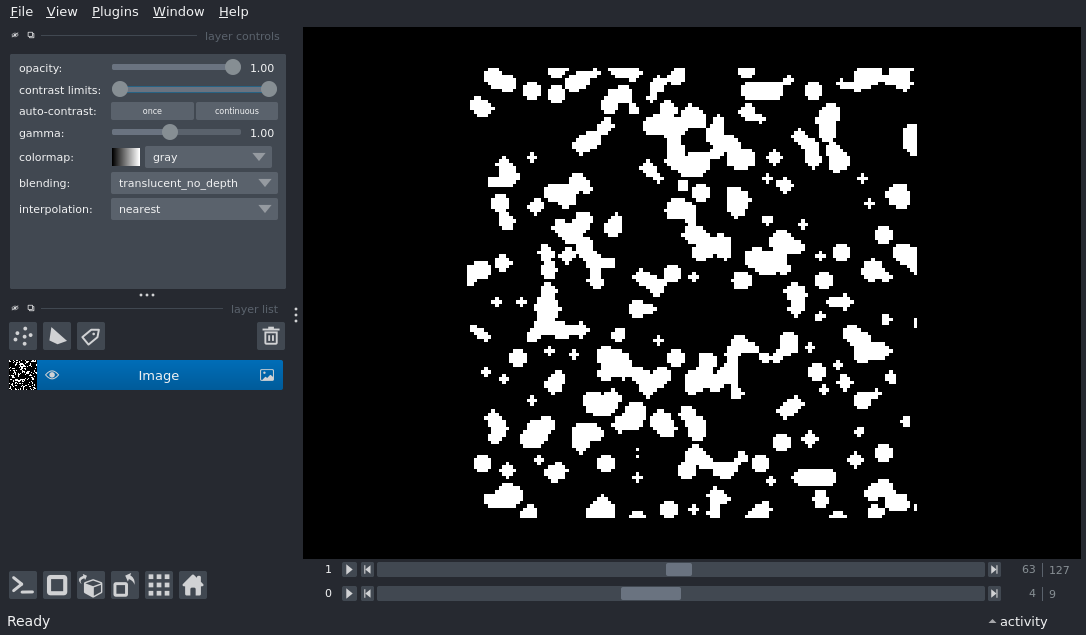 File View Plugins Window Help
layer controls
opacity: 1.00
contrast limits:
auto-contrast: once continuous
gamma: 1.00
colormap: gray
blending: translucent_no_depth
interpolation: nearest
layer list
Image
1 63 127
0 4 9
Ready activity